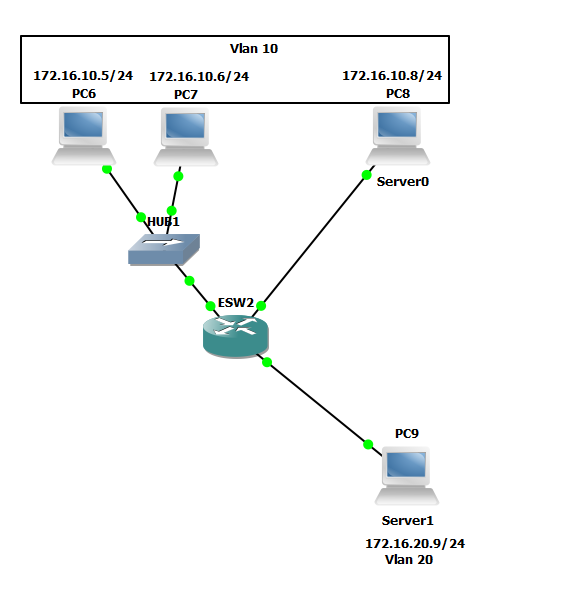 Vlan 10
172.16.10.5/24
PC6
172.16.10.6/24
PC7
172.16.10.8/24
PC8
Server0
HUB1
ESW2
PC9
Server1
172.16.20.9/24
Vlan 20